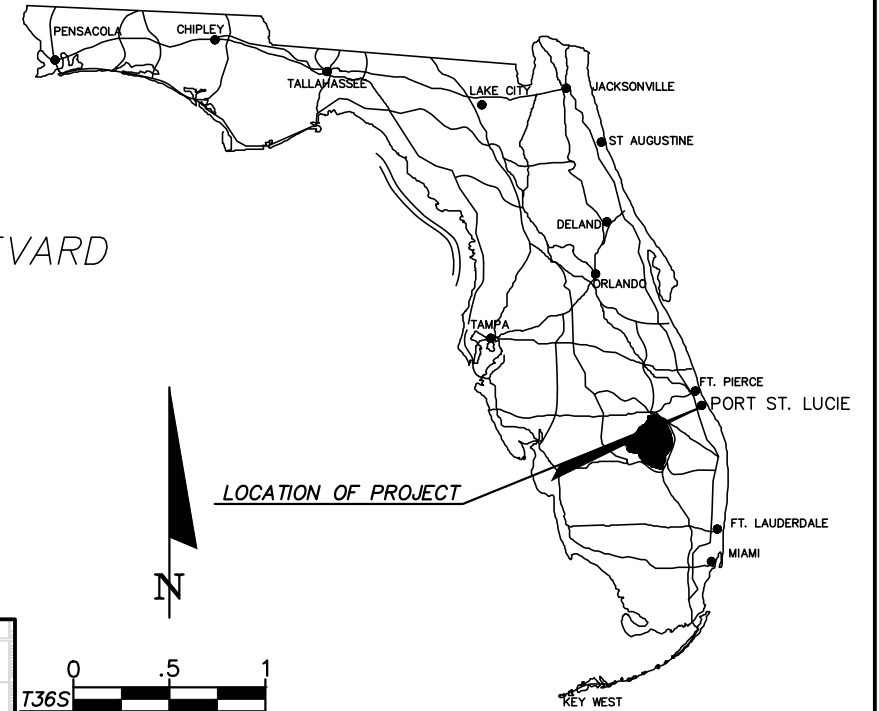 PENSACOLA
CHIPLEY
TALLAHASSEE
LAKE CITY
JACKSONVILLE
ST AUGUSTINE
DELAND
EVARD
ORLANDO
TAMPA
FT. PIERCE
PORT ST. LUCIE
LOCATION OF PROJECT
FT. LAUDERDALE
MIAMI
N
0 .5 1
T36S
KEY WEST